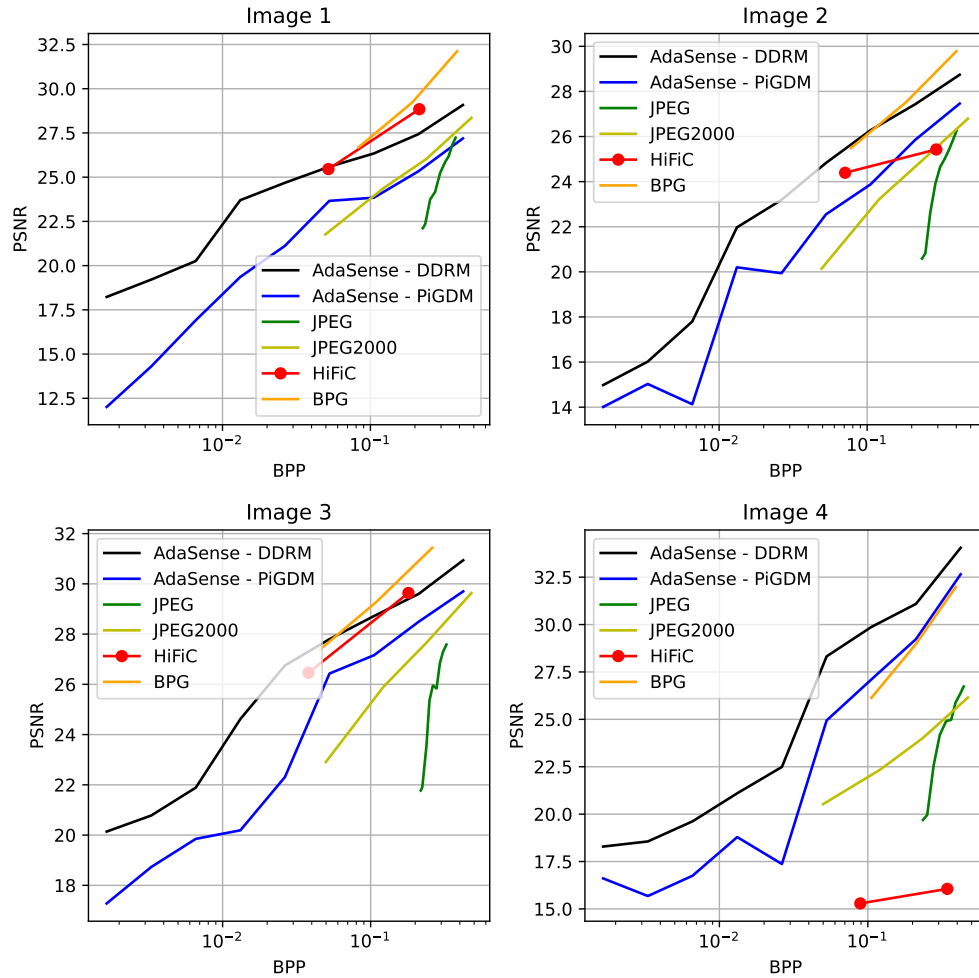 Image 1
32.5
30.0
27.5
25.0
22.5
20.0
17.5
15.0
12.5
PSNR
AdaSense - DDRM
AdaSense - PiGDM
JPEG
JPEG2000
HiFiC
BPG
10⁻²
10⁻¹
BPP
Image 2
30
28
26
24
22
20
18
16
14
PSNR
AdaSense - DDRM
AdaSense - PiGDM
JPEG
JPEG2000
HiFiC
BPG
10⁻²
10⁻¹
BPP
Image 3
32
30
28
26
24
22
20
18
PSNR
AdaSense - DDRM
AdaSense - PiGDM
JPEG
JPEG2000
HiFiC
BPG
10⁻²
10⁻¹
BPP
Image 4
32.5
30.0
27.5
25.0
22.5
20.0
17.5
15.0
PSNR
AdaSense - DDRM
AdaSense - PiGDM
JPEG
JPEG2000
HiFiC
BPG
10⁻²
10⁻¹
BPP